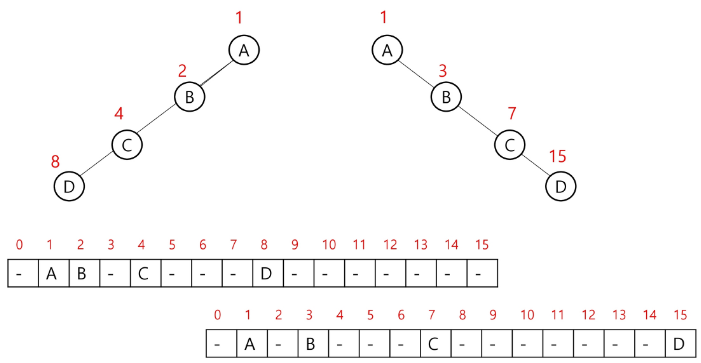 1 1
A A
2 3
B B
4 7
C C
8 15
D D
0 1 2 3 4 5 6 7 8 9 10 11 12 13 14 15
- A B - C - - - D - - - - - - -
0 1 2 3 4 5 6 7 8 9 10 11 12 13 14 15
- A - B - - - C - - - - - - - D